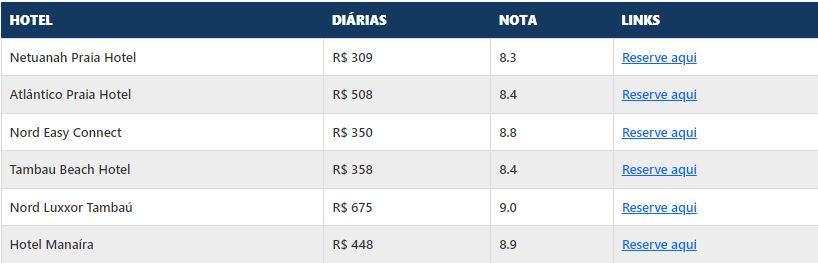 HOTEL DIÁRIAS NOTA LINKS
Netuanah Praia Hotel R$ 309 8.3 Reserve aqui
Atlântico Praia Hotel R$ 508 8.4 Reserve aqui
Nord Easy Connect R$ 350 8.8 Reserve aqui
Tambau Beach Hotel R$ 358 8.4 Reserve aqui
Nord Luxxor Tambaú R$ 675 9.0 Reserve aqui
Hotel Manaíra R$ 448 8.9 Reserve aqui